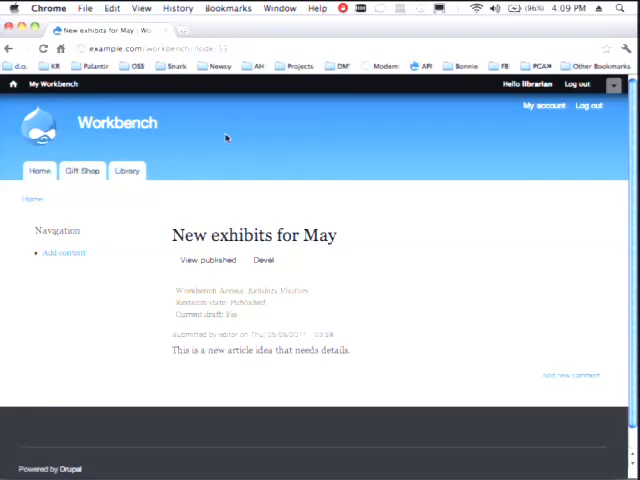 Chrome File Edit View History Bookmarks Window Help (96%) 4:09 PM
New exhibits for May | Wor
example.com/workbench/node/53
d.o. KR Palantir OSS Snark Newsy AH Projects DM Modern API Bonnie FB PCA» Other Bookmarks
My Workbench Hello librarian Log out
My account Log out
Workbench
Home Gift Shop Library
Home
Navigation
Add content
New exhibits for May
View published Devel
Workbench Access: Exhibits Visitors
Revision state: Published
Current draft: Yes
Submitted by editor on Thu, 05/05/2011 - 03:58
This is a new article idea that needs details.
Add new comment
Powered by Drupal